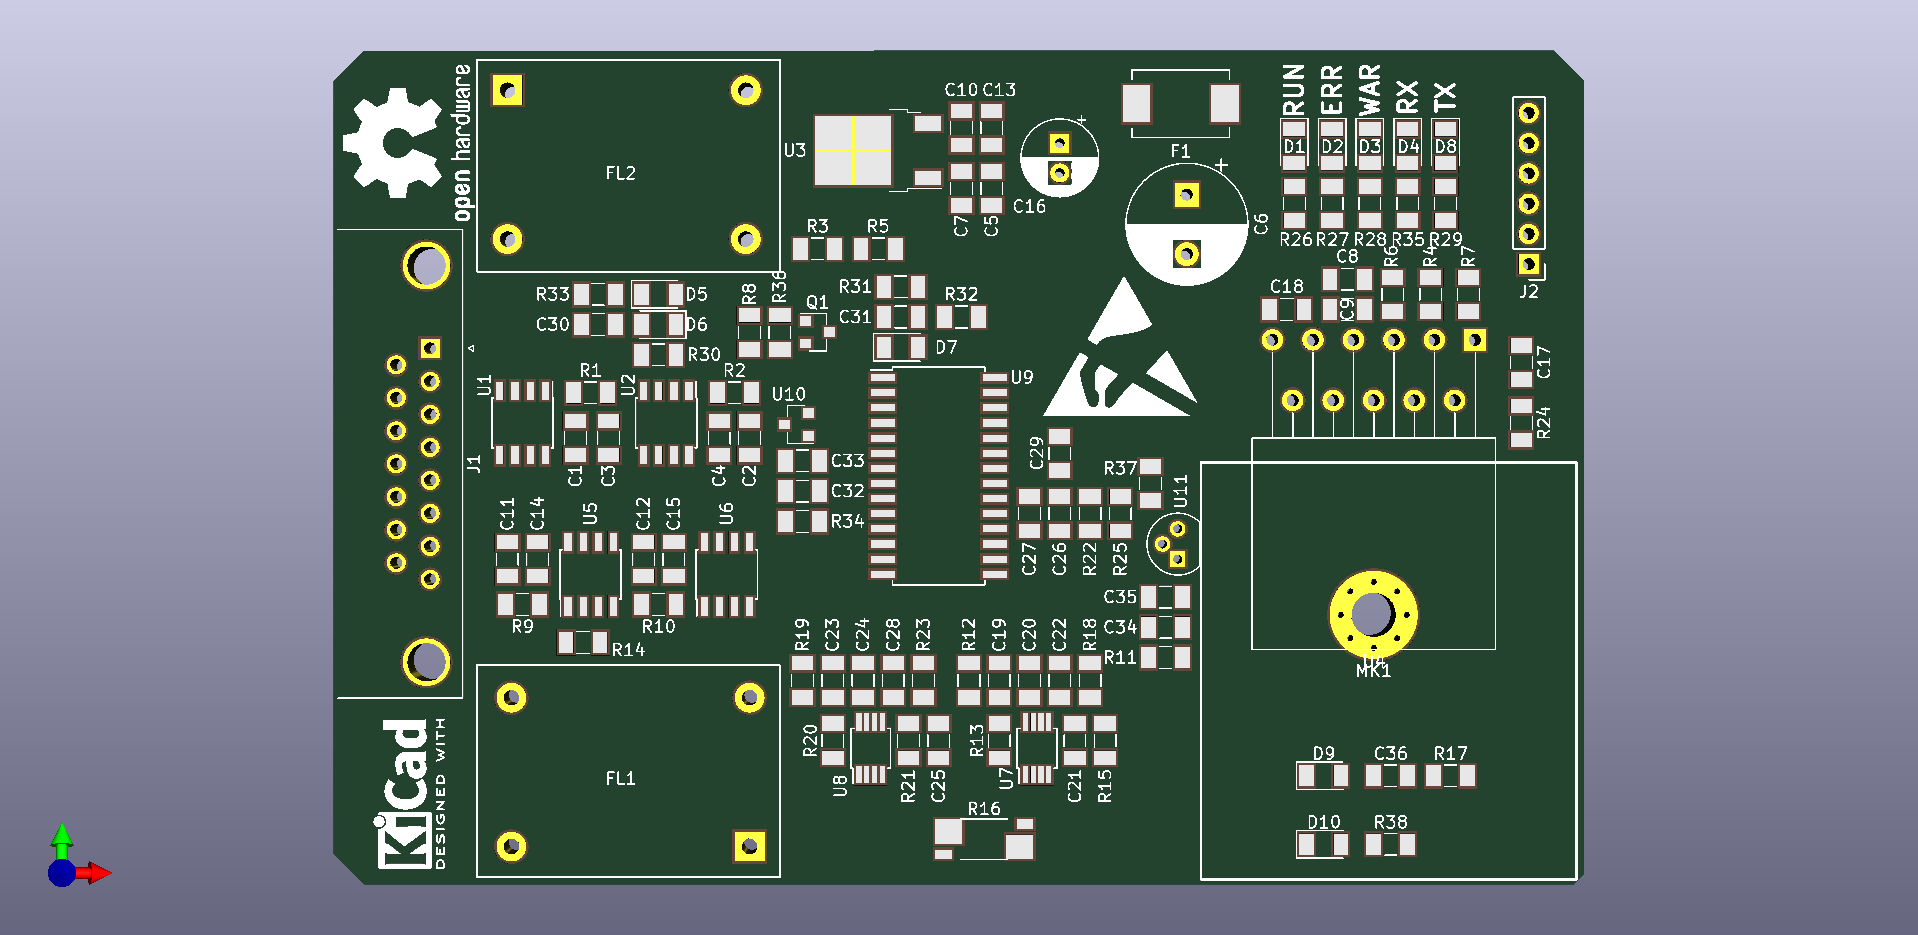 open hardware
FL2
U3
C10
C13
C7
C5
C16
F1
C6
RUN
ERR
WAR
RX
TX
D1
D2
D3
D4
D8
R26
R27
R28
R35
R29
J2
R3
R5
R33
D5
C30
D6
R30
R8
R36
Q1
R31
C31
R32
D7
C8
C18
C9
R6
R4
R7
C17
R24
U1
R1
U2
R2
U10
U9
J1
C1
C3
C4
C2
C33
C32
R34
C29
R37
U11
C11
C14
U5
C12
C15
U6
C27
C26
R22
R25
R9
R10
R14
C35
C34
R11
U4
MK1
R19
C23
C24
C28
R23
R12
C19
C20
C22
R18
R20
U8
R21
C25
R13
U7
C21
R15
R16
FL1
D9
C36
R17
D10
R38
KiCad
DESIGNED WITH